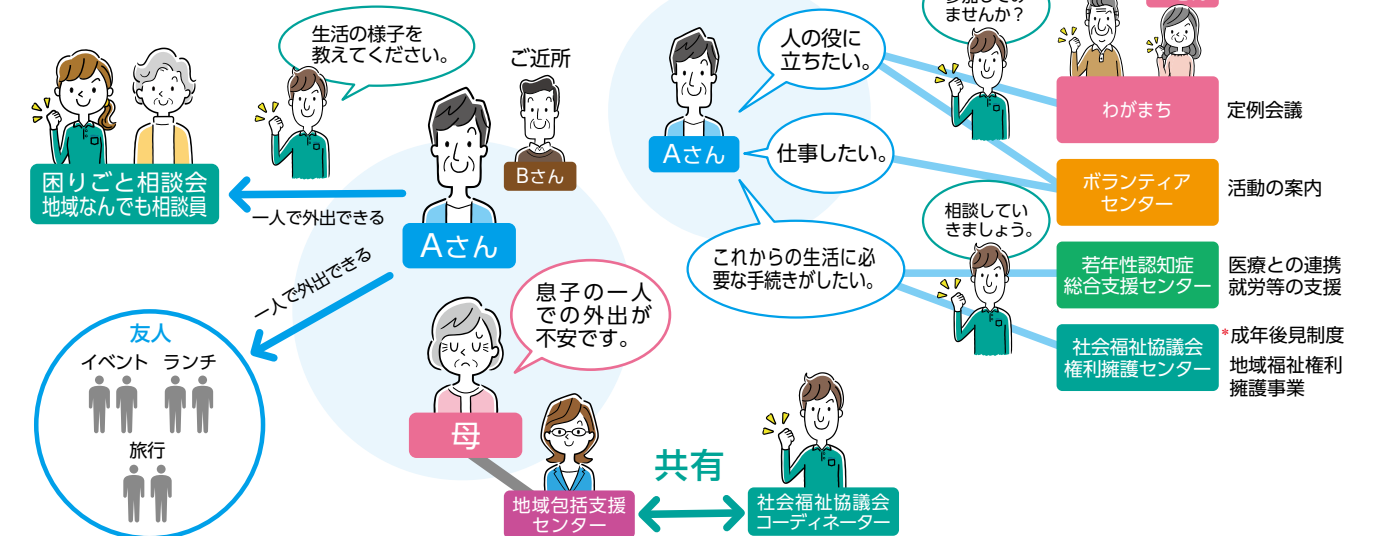 生活の様子を
教えてください。
ご近所
Bさん
困りごと相談会
地域なんでも相談員
一人で外出できる
Aさん
一人で外出できる
友人
イベント ランチ
旅行
息子の一人
での外出が
不安です。
母
地域包括支援
センター
共有
社会福祉協議会
コーディネーター
ませんか？
人の役に
立ちたい。
Aさん
仕事したい。
これからの生活に必
要な手続きがしたい。
相談してい
きましょう。
わがまち
定例会議
ボランティア
センター
活動の案内
若年性認知症
総合支援センター
医療との連携
就労等の支援
社会福祉協議会
権利擁護センター
*成年後見制度
地域福祉権利
擁護事業